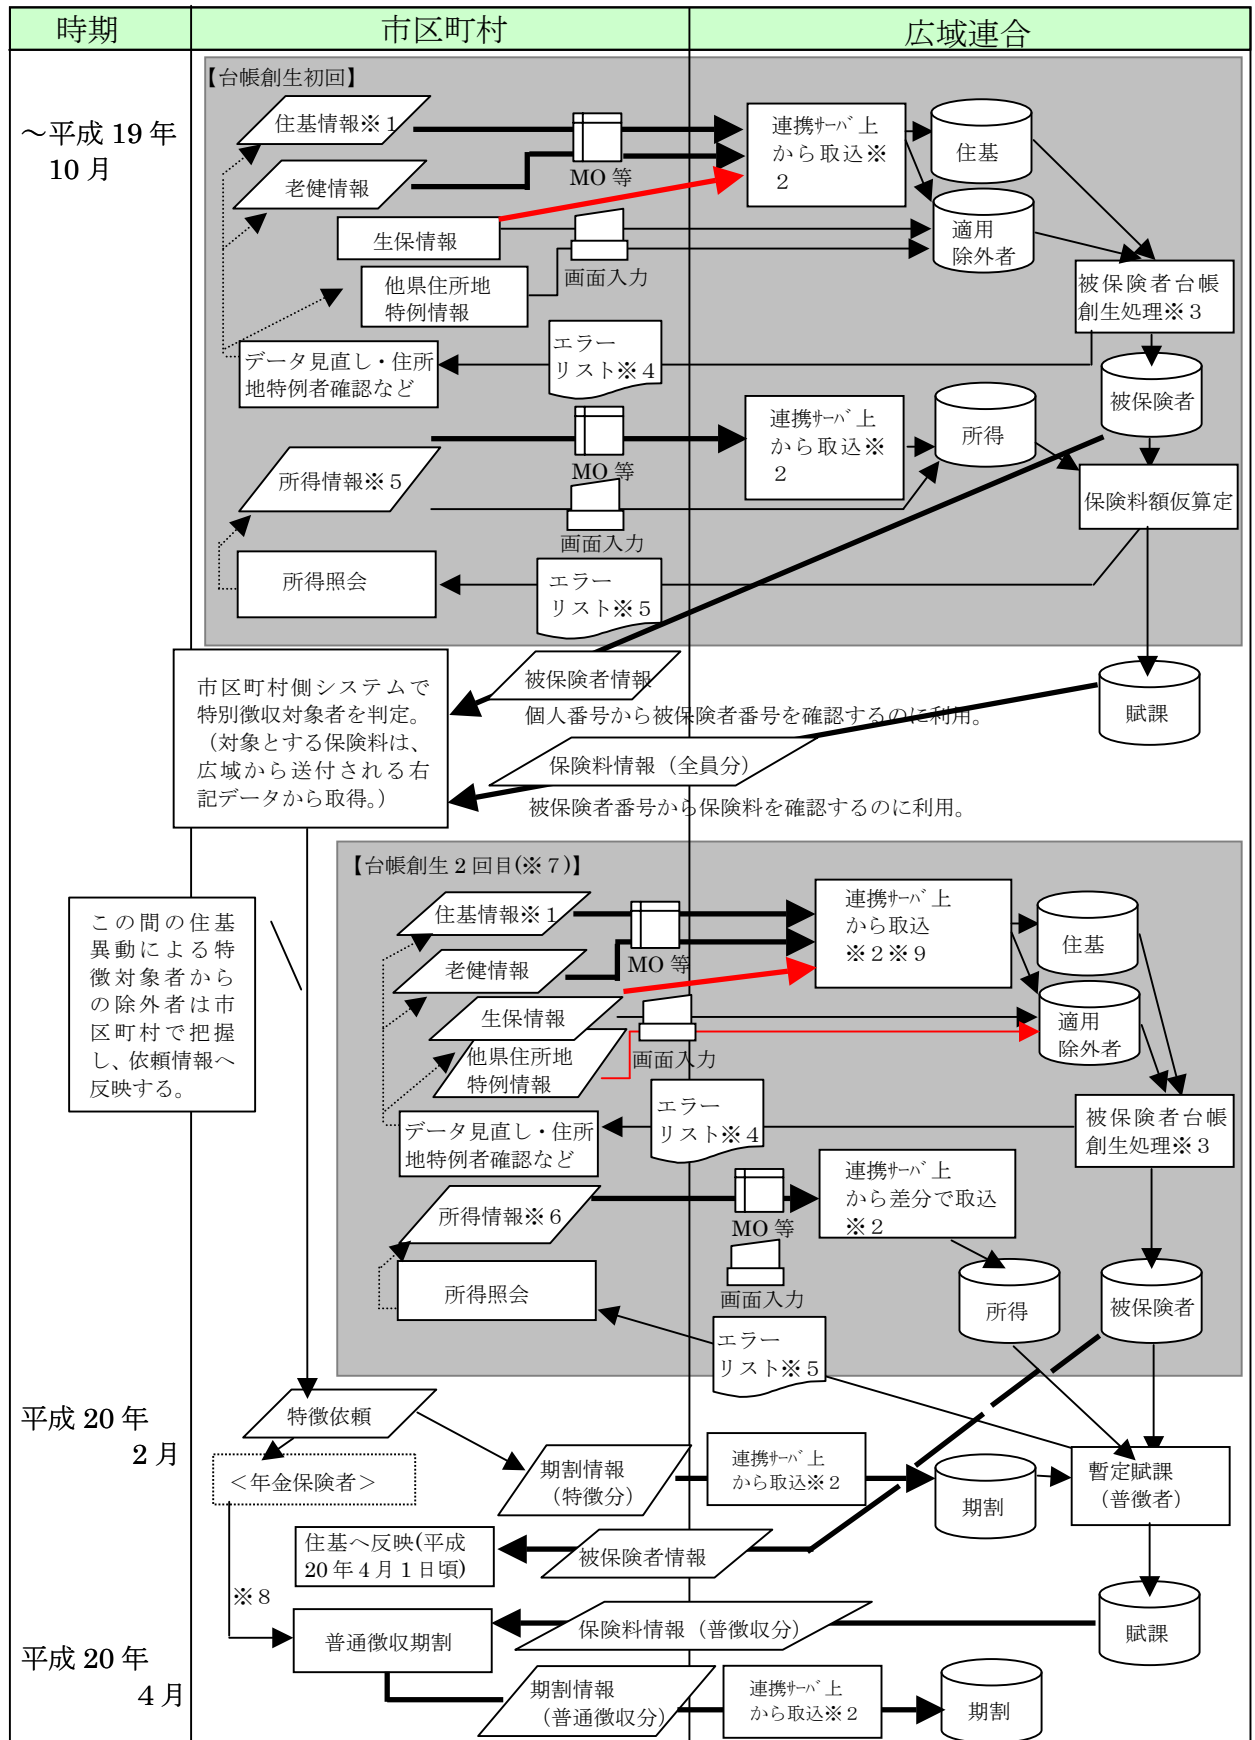 時期
市区町村
広域連合
～平成 19 年
10 月
【台帳創生初回】
住基情報※１
老健情報
MO 等
連携ｻｰﾊﾞ上
から取込※
２
住基
生保情報
画面入力
適用
除外者
他県住所地
特例情報
被保険者台帳
創生処理※３
データ見直し・住所
地特例者確認など
エラー
リスト※４
被保険者
所得情報※５
MO 等
画面入力
連携ｻｰﾊﾞ上
から取込※
２
所得
保険料額仮算定
所得照会
エラー
リスト※５
市区町村側システムで
特別徴収対象者を判定。
（対象とする保険料は、
広域から送付される右
記データから取得。）
被保険者情報
個人番号から被保険者番号を確認するのに利用。
賦課
保険料情報（全員分）
被保険者番号から保険料を確認するのに利用。
【台帳創生２回目(※７)】
この間の住基
異動による特
徴対象者から
の除外者は市
区町村で把握
し、依頼情報へ
反映する。
住基情報※１
老健情報
MO 等
連携ｻｰﾊﾞ上
から取込
※２※９
住基
生保情報
他県住所地
特例情報
画面入力
適用
除外者
データ見直し・住所
地特例者確認など
エラー
リスト※４
被保険者台帳
創生処理※３
所得情報※６
MO 等
画面入力
連携ｻｰﾊﾞ上
から差分で取込
※２
所得照会
所得
被保険者
エラー
リスト※５
平成 20 年
２月
特徴依頼
＜年金保険者＞
期割情報
（特徴分）
連携ｻｰﾊﾞ上
から取込※２
期割
暫定賦課
（普徴者）
住基へ反映(平成
20 年４月１日頃)
被保険者情報
※８
普通徴収期割
保険料情報（普徴収分）
賦課
平成 20 年
４月
期割情報
（普通徴収分）
連携ｻｰﾊﾞ上
から取込※２
期割